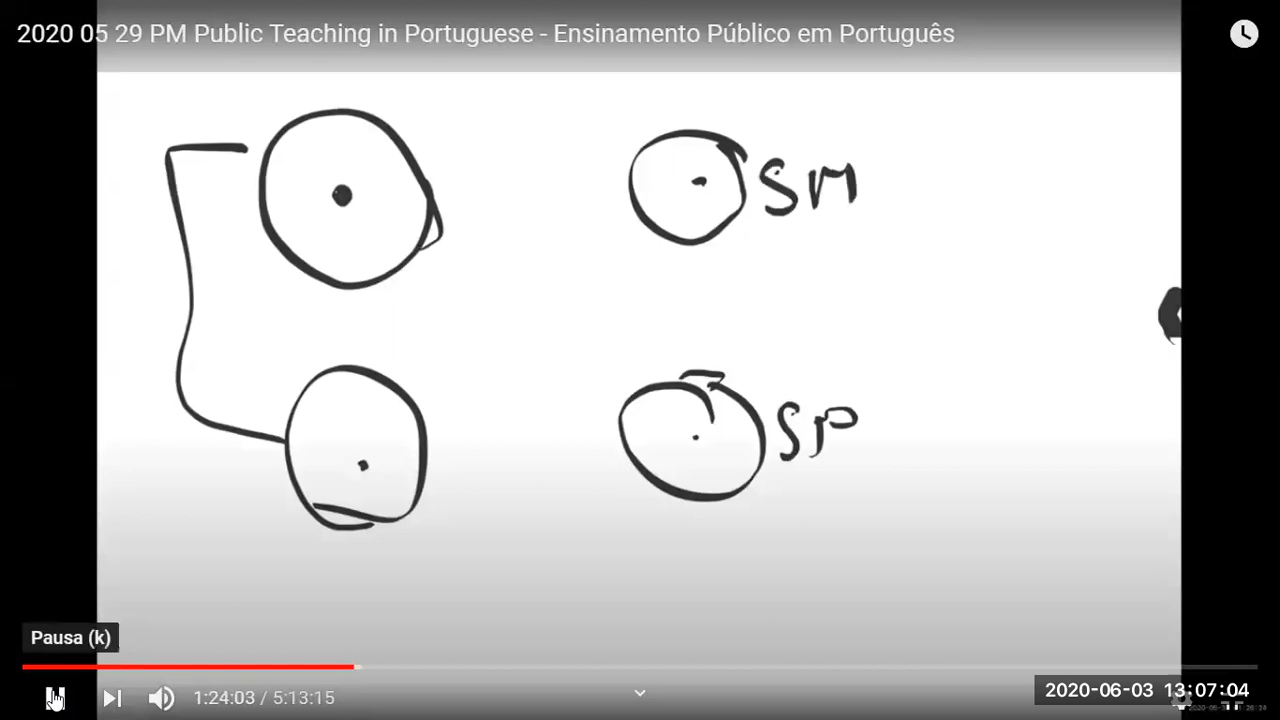 2020 05 29 PM Public Teaching in Portuguese - Ensinamento Público em Português
SM
SP
Pausa (k)
1:24:03 / 5:13:15
2020-06-03 13:07:04